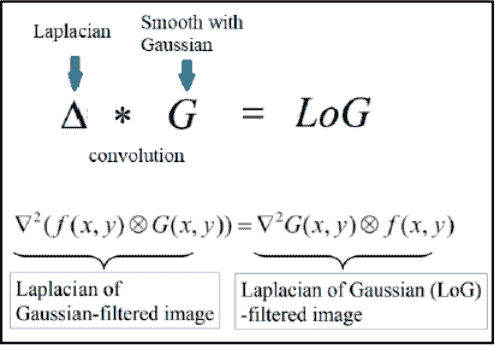 Laplacian
Smooth with
Gaussian
Δ * G = LoG
convolution
∇²(f(x, y)⊗G(x, y)) = ∇²G(x, y)⊗ f(x, y)
Laplacian of
Gaussian-filtered image
Laplacian of Gaussian (LoG)
-filtered image